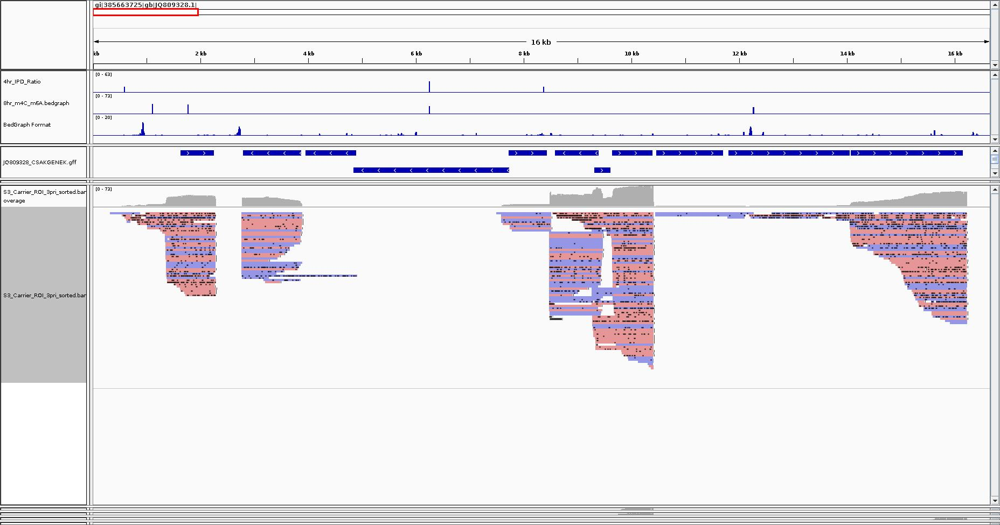 gi|385663725|gb|JQ809328.1|
16 kb
kb 2 kb 4 kb 6 kb 8 kb 10 kb 12 kb 14 kb 16 kb
[0 - 63]
4hr_IPD_Ratio
[0 - 73]
8hr_m4C_m6A.bedgraph
[0 - 20]
BedGraph Format
JQ809328_CSAKGENEK.gff
[0 - 73]
S3_Carrier_ROI_3pri_sorted.bar
overage
S3_Carrier_ROI_3pri_sorted.bar